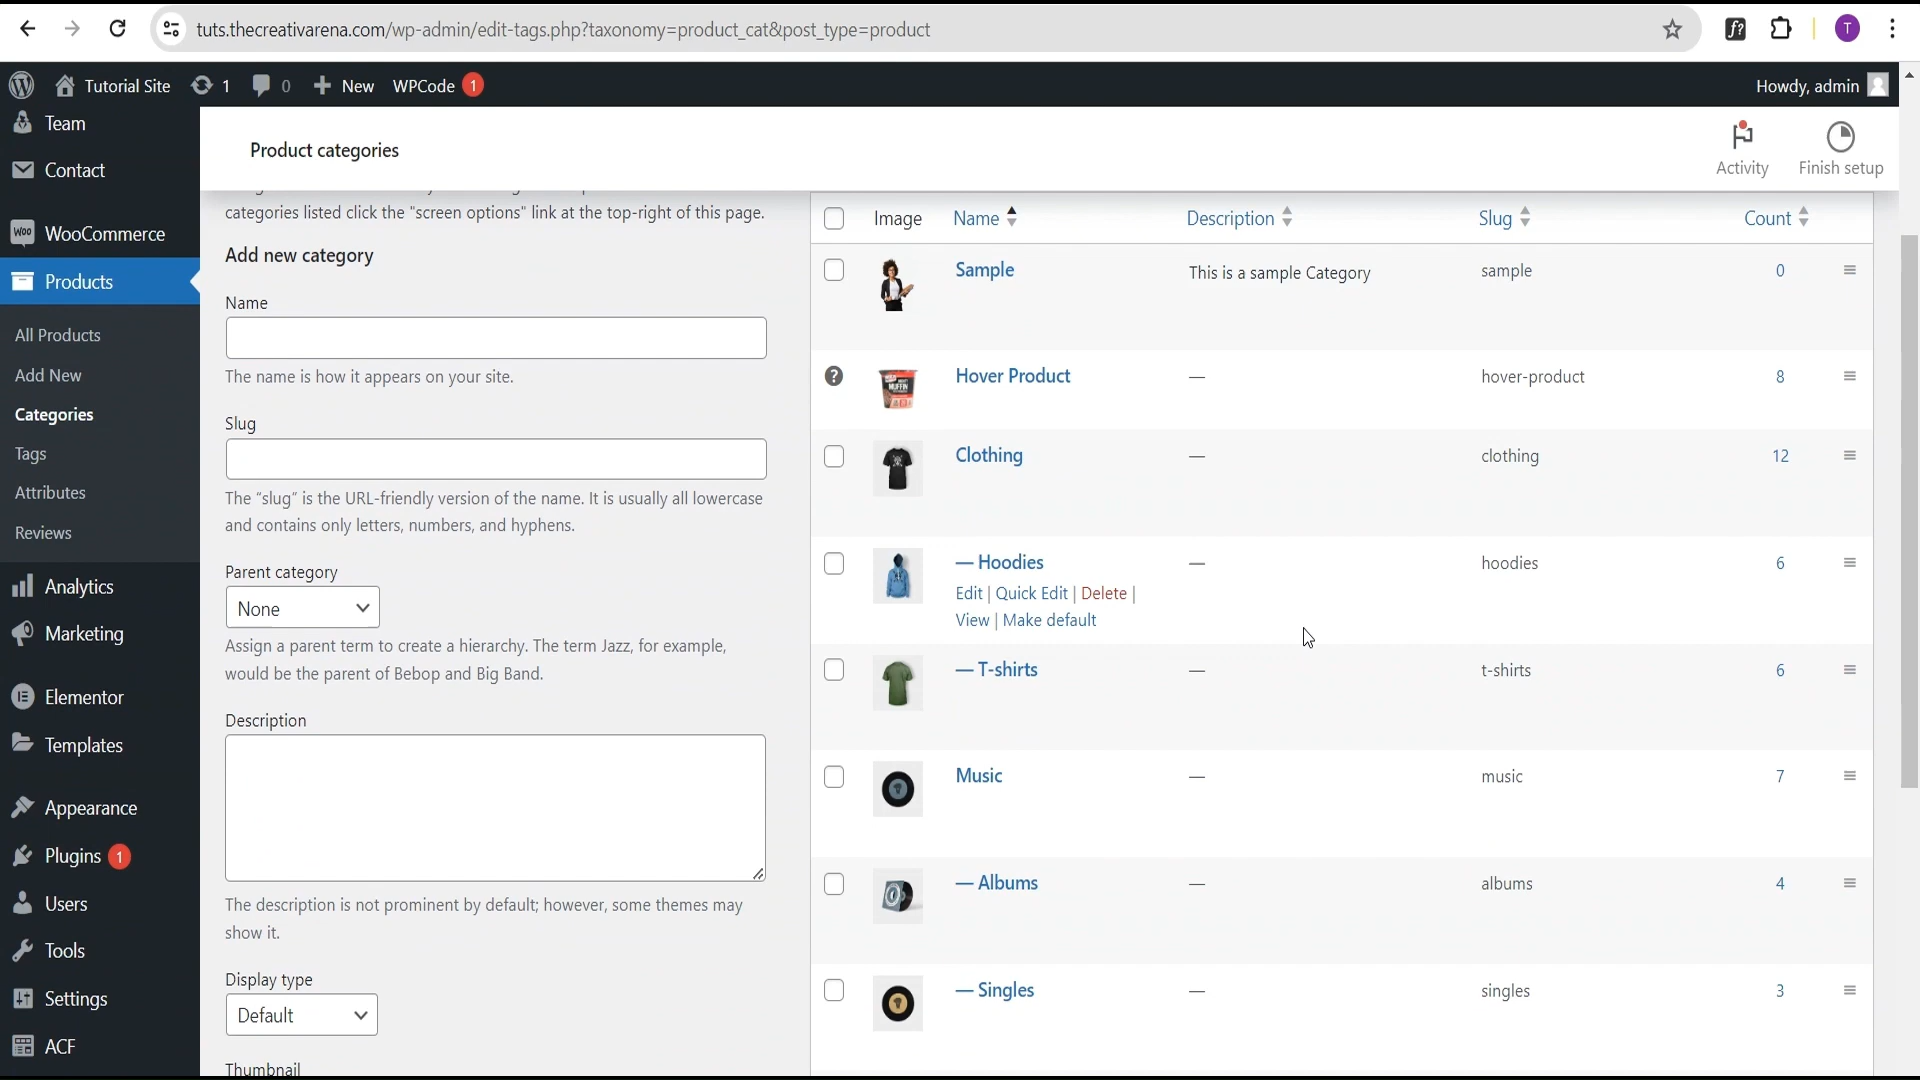 tuts.thecreativarena.com/wp-admin/edit-tags.php?taxonomy=product_cat&post_type=product
f?
T
Tutorial Site
1
0
New
WPCode
1
Howdy, admin
Team
Contact
WooCommerce
Products
All Products
Add New
Categories
Tags
Attributes
Reviews
Analytics
Marketing
Elementor
Templates
Appearance
Plugins 1
Users
Tools
Settings
ACF
Product categories
Activity
Finish setup
categories listed click the "screen options" link at the top-right of this page.
Add new category
Name
The name is how it appears on your site.
Slug
The “slug” is the URL-friendly version of the name. It is usually all lowercase
and contains only letters, numbers, and hyphens.
Parent category
None
Assign a parent term to create a hierarchy. The term Jazz, for example,
would be the parent of Bebop and Big Band.
Description
The description is not prominent by default; however, some themes may
show it.
Display type
Default
Thumbnail
Image Name Description Slug Count
Sample This is a sample Category sample 0
Hover Product — hover-product 8
Clothing — clothing 12
— Hoodies — hoodies 6
Edit | Quick Edit | Delete |
View | Make default
— T-shirts — t-shirts 6
Music — music 7
— Albums — albums 4
— Singles — singles 3